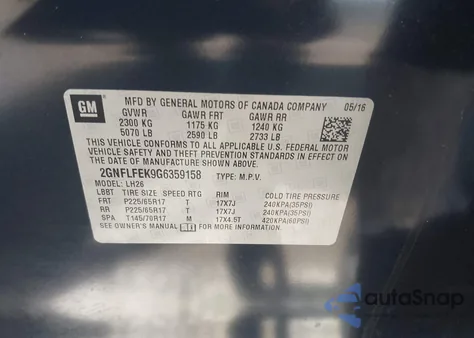 GM
MFD BY GENERAL MOTORS OF CANADA COMPANY 05/16
GVWR GAWR FRT GAWR RR
2300 KG 1175 KG 1240 KG
5070 LB 2590 LB 2733 LB
THIS VEHICLE CONFORMS TO ALL APPLICABLE U.S. FEDERAL MOTOR
VEHICLE SAFETY, BUMPER, AND THEFT PREVENTION STANDARDS
IN EFFECT ON THE DATE OF MANUFACTURE SHOWN ABOVE.
2GNFLFEK9G6359158 TYPE: M.P.V.
MODEL: LH26
LBBT TIRE SIZE SPEED RTG RIM COLD TIRE PRESSURE
FRT P225/65R17 T 17X7J 240KPA(35PSI)
RR P225/65R17 T 17X7J 240KPA(35PSI)
SPA T145/70R17 M 17X4.5T 420KPA(60PSI)
SEE OWNER'S MANUAL FOR MORE INFORMATION.
autoSnap